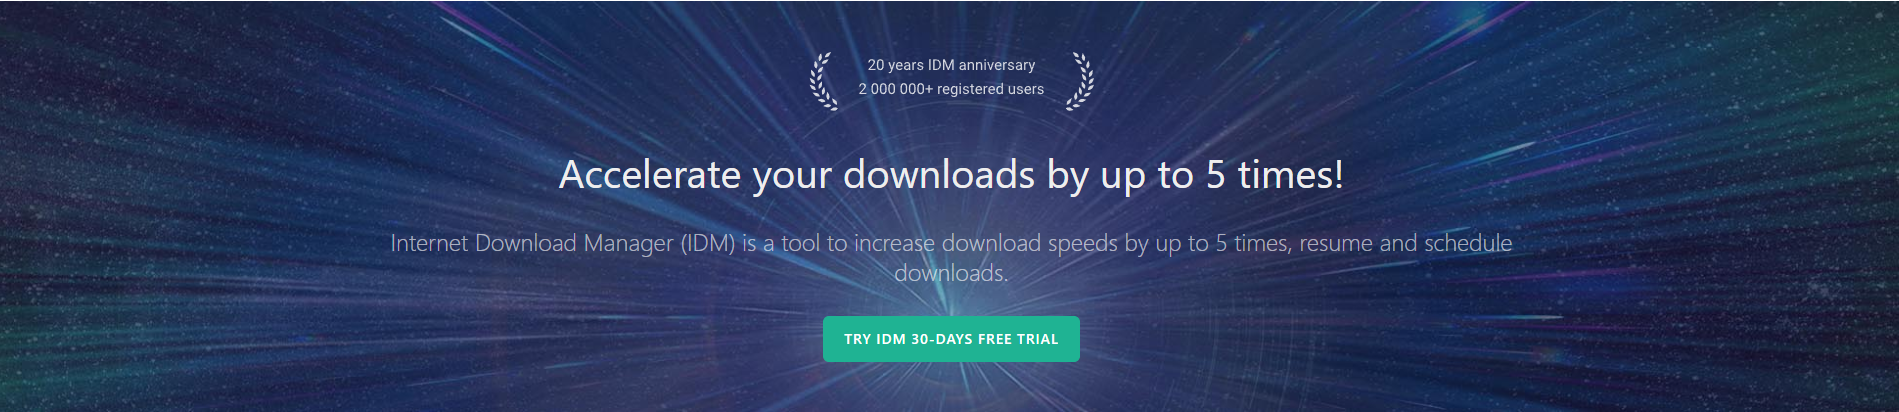 20 years IDM anniversary
2 000 000+ registered users
Accelerate your downloads by up to 5 times!
Internet Download Manager (IDM) is a tool to increase download speeds by up to 5 times, resume and schedule
downloads.
TRY IDM 30-DAYS FREE TRIAL